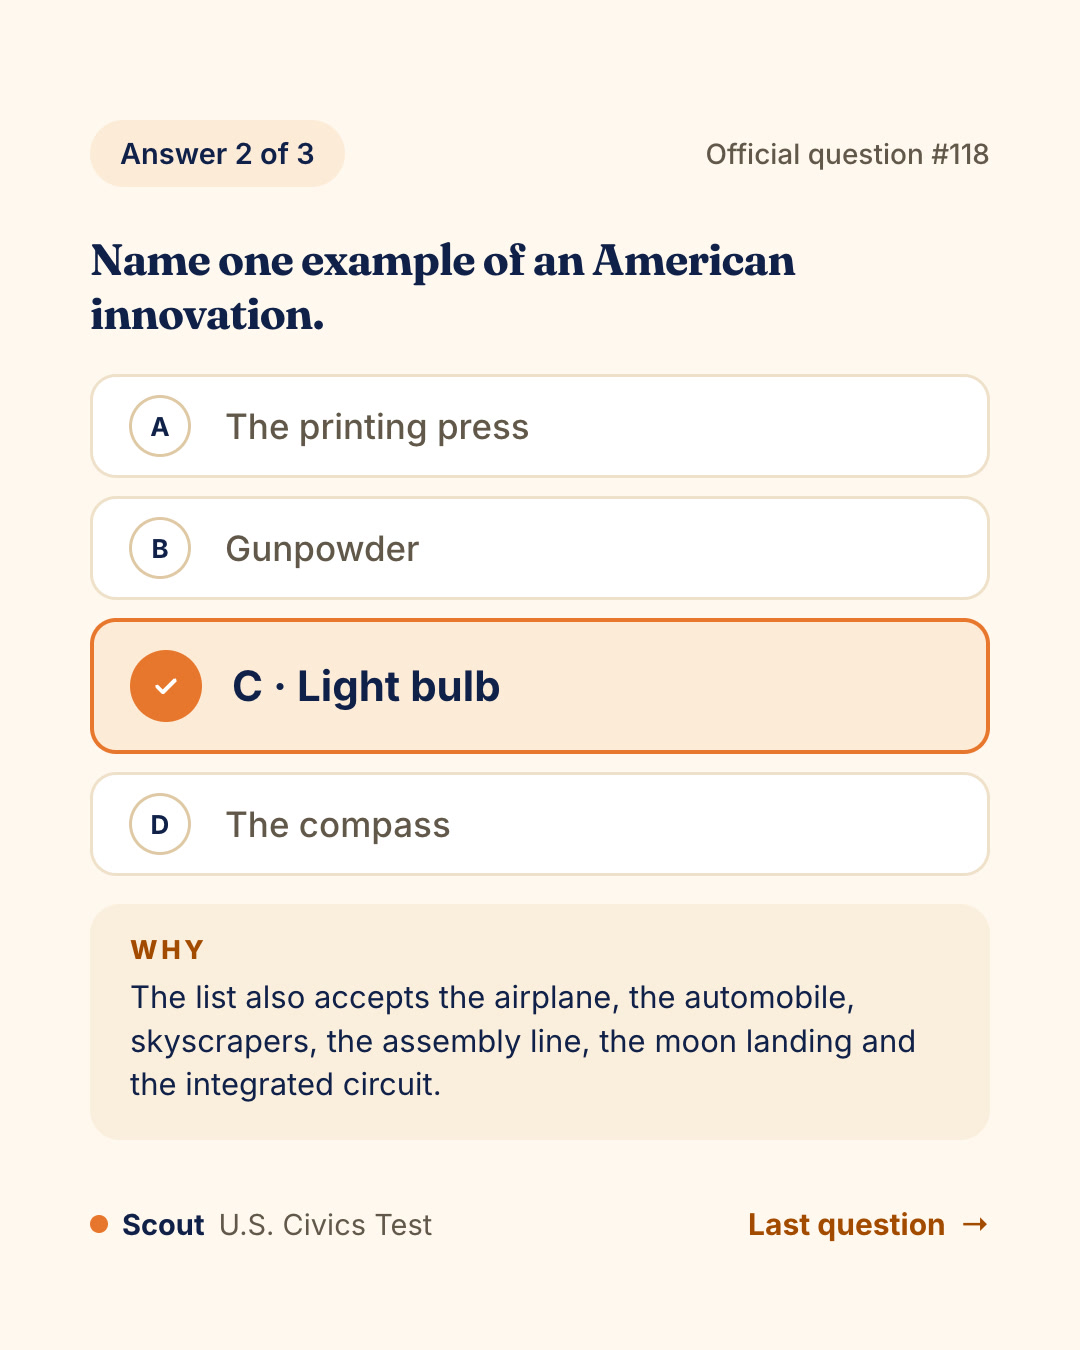 Answer 2 of 3
Official question #118
Name one example of an American
innovation.
A The printing press
B Gunpowder
C · Light bulb
D The compass
WHY
The list also accepts the airplane, the automobile,
skyscrapers, the assembly line, the moon landing and
the integrated circuit.
Scout U.S. Civics Test
Last question →